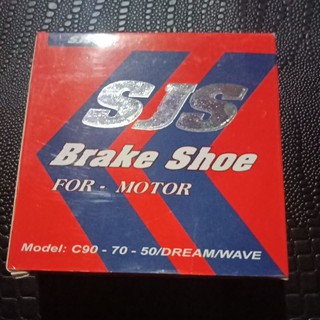 SJS
Brake Shoe
FOR - MOTOR
Model: C90 - 70 - 50/DREAM/WAVE